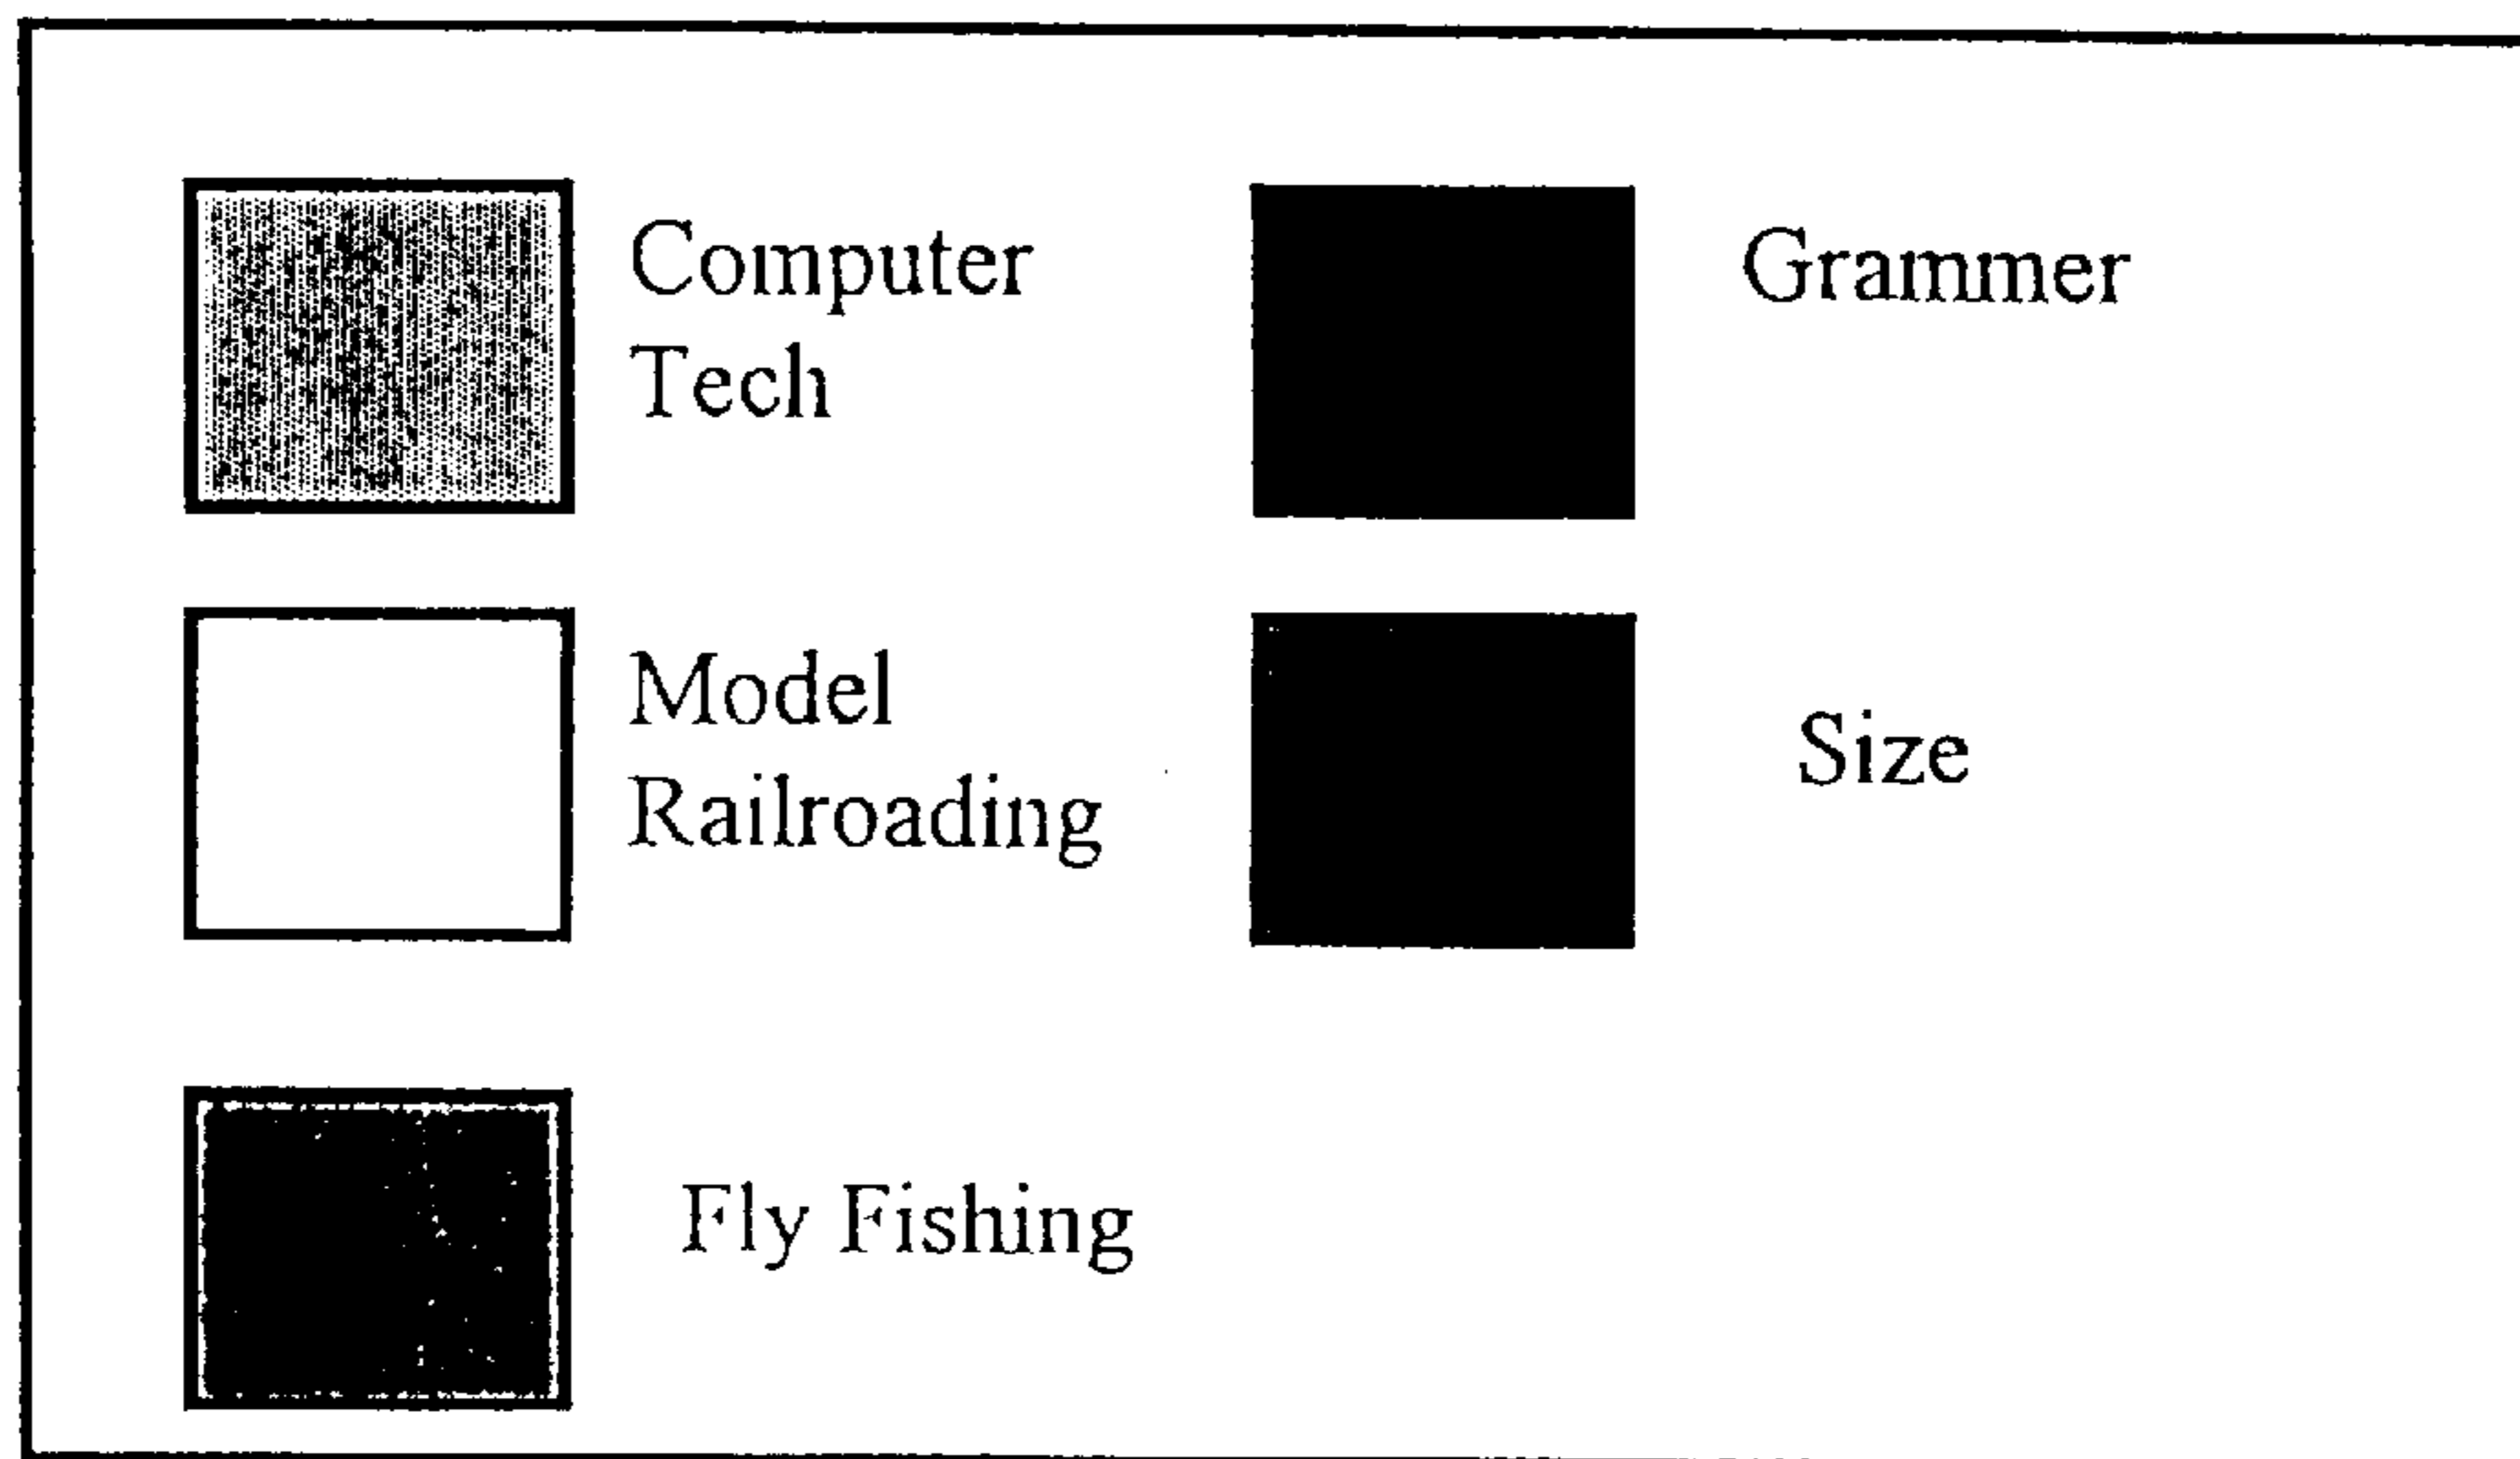 Computer
Tech
Grammer
Model
Railroading
Size
Fly Fishing